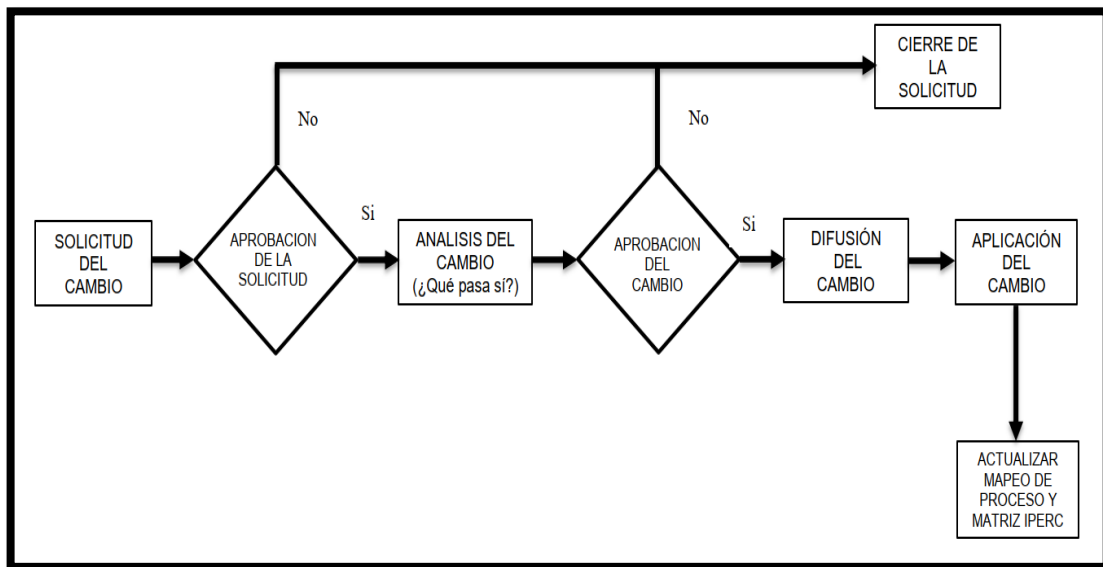 CIERRE DE
LA
SOLICITUD
No
No
SOLICITUD
DEL
CAMBIO
APROBACION
DE LA
SOLICITUD
Si
ANALISIS DEL
CAMBIO
(¿Qué pasa sí?)
APROBACION
DEL
CAMBIO
Si
DIFUSIÓN
DEL
CAMBIO
APLICACIÓN
DEL
CAMBIO
ACTUALIZAR
MAPEO DE
PROCESO Y
MATRIZ IPERC